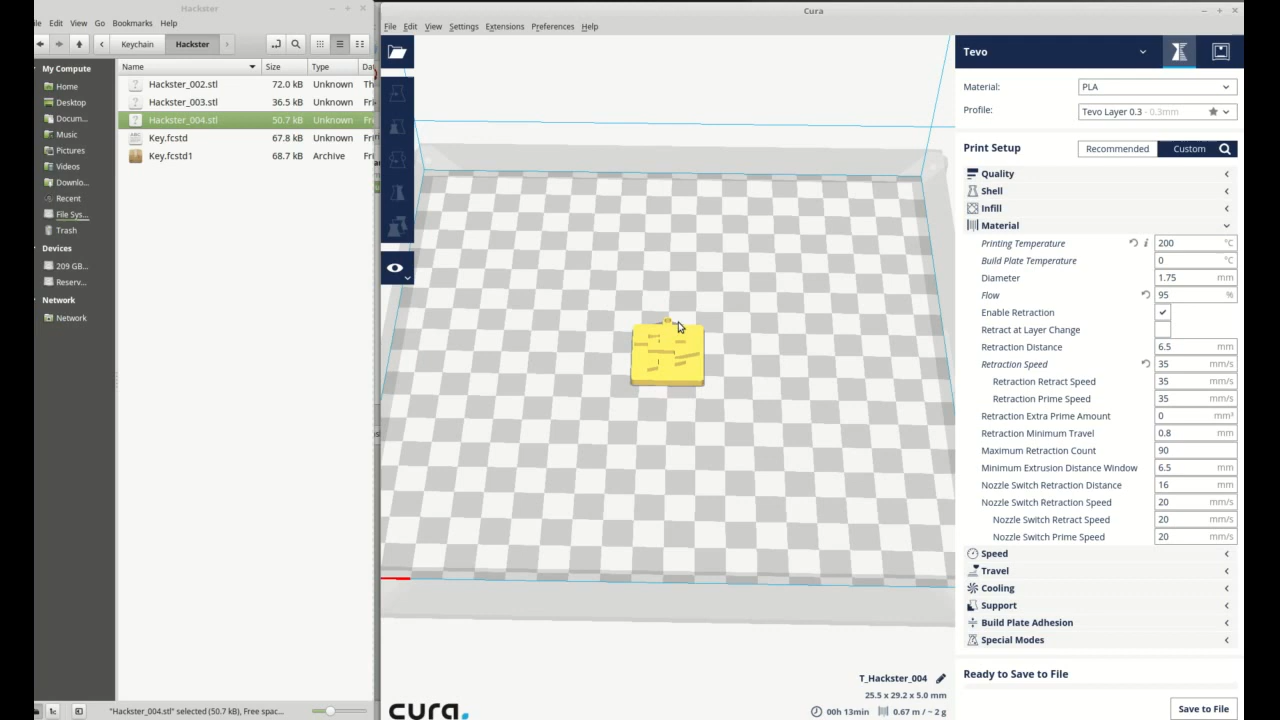 Hackster
Edit View Go Bookmarks Help
Keychain Hackster
Name Size Type
Hackster_002.stl 72.0 kB Unknown
Hackster_003.stl 36.5 kB Unknown
Hackster_004.stl 50.7 kB Unknown
Key.fcstd 67.8 kB Unknown
Key.fcstd1 68.7 kB Archive
My Compute
Home
Desktop
Docum...
Music
Pictures
Videos
Downlo...
Recent
File Sys...
Trash
Devices
209 GB...
Reserv...
Network
Network
"Hackster_004.stl" selected (50.7 kB), Free spac...
Cura
File Edit View Settings Extensions Preferences Help
Tevo
Material: PLA
Profile: Tevo Layer 0.3 - 0.3mm
Print Setup Recommended Custom
Quality
Shell
Infill
Material
Printing Temperature 200 °C
Build Plate Temperature 0 °C
Diameter 1.75 mm
Flow 95 %
Enable Retraction
Retract at Layer Change
Retraction Distance 6.5 mm
Retraction Speed 35 mm/s
Retraction Retract Speed 35 mm/s
Retraction Prime Speed 35 mm/s
Retraction Extra Prime Amount 0 mm³
Retraction Minimum Travel 0.8 mm
Maximum Retraction Count 90
Minimum Extrusion Distance Window 6.5 mm
Nozzle Switch Retraction Distance 16 mm
Nozzle Switch Retraction Speed 20 mm/s
Nozzle Switch Retract Speed 20 mm/s
Nozzle Switch Prime Speed 20 mm/s
Speed
Travel
Cooling
Support
Build Plate Adhesion
Special Modes
Ready to Save to File
Save to File
T_Hackster_004
25.5 x 29.2 x 5.0 mm
00h 13min 0.67 m / ~ 2 g
cura.